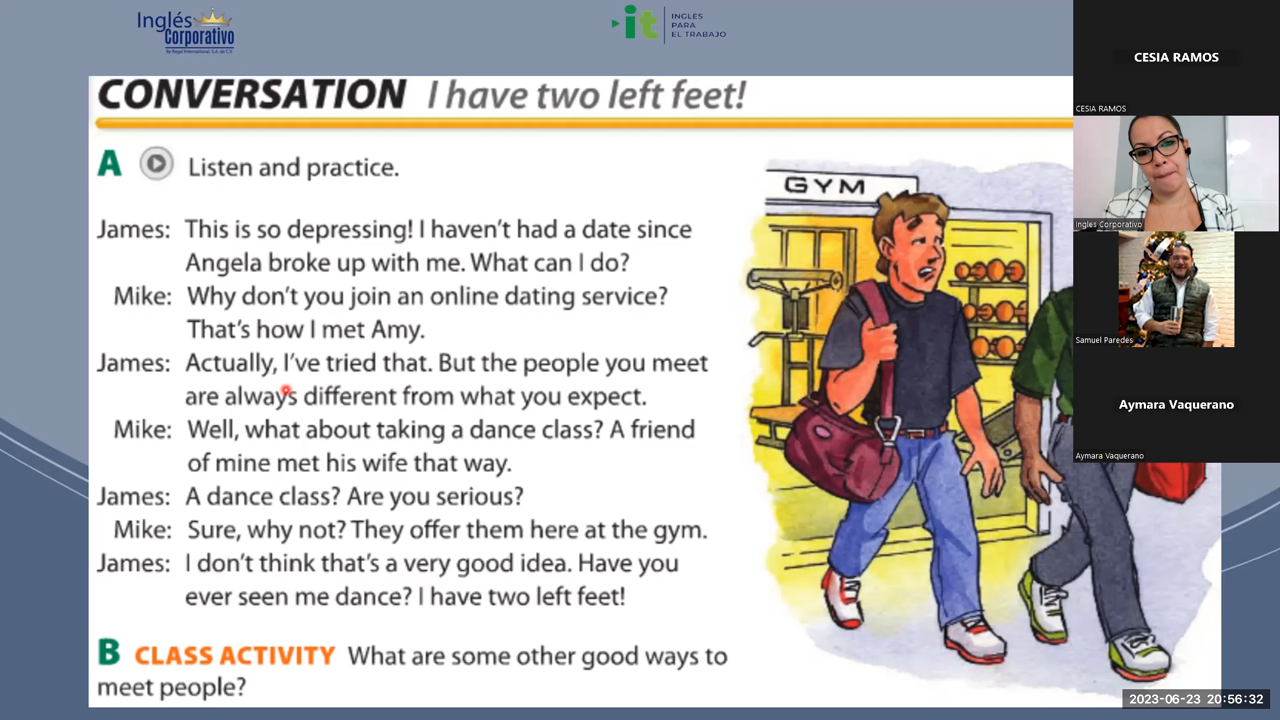 Inglés
Corporativo
By Regal International, S.A. de C.V.
it
INGLÉS
PARA
EL TRABAJO
CONVERSATION I have two left feet!
A Listen and practice.
James: This is so depressing! I haven't had a date since
Angela broke up with me. What can I do?
Mike: Why don't you join an online dating service?
That's how I met Amy.
James: Actually, I've tried that. But the people you meet
are always different from what you expect.
Mike: Well, what about taking a dance class? A friend
of mine met his wife that way.
James: A dance class? Are you serious?
Mike: Sure, why not? They offer them here at the gym.
James: I don't think that's a very good idea. Have you
ever seen me dance? I have two left feet!
B CLASS ACTIVITY What are some other good ways to
meet people?
GYM
CESIA RAMOS
CESIA RAMOS
Ingles Corporativo
Samuel Paredes
Aymara Vaquerano
Aymara Vaquerano
2023-06-23 20:56:32